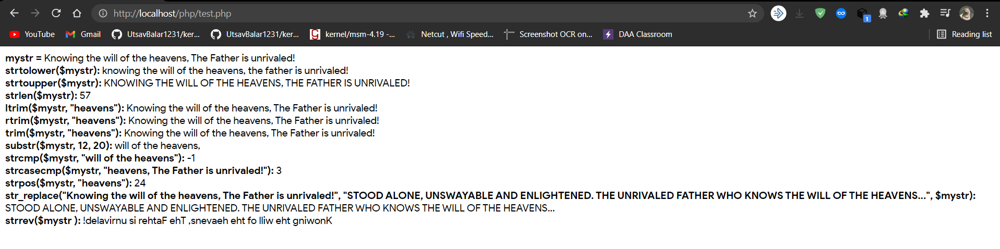 http://localhost/php/test.php
1
YouTube Gmail UtsavBalar1231/ker... UtsavBalar1231/ker... kernel/msm-4.19 -... Netcut , Wifi Speed... Screenshot OCR on... DAA Classroom Reading list
mystr = Knowing the will of the heavens, The Father is unrivaled!
strtolower($mystr): knowing the will of the heavens, the father is unrivaled!
strtoupper($mystr): KNOWING THE WILL OF THE HEAVENS, THE FATHER IS UNRIVALED!
strlen($mystr): 57
ltrim($mystr, "heavens"): Knowing the will of the heavens, The Father is unrivaled!
rtrim($mystr, "heavens"): Knowing the will of the heavens, The Father is unrivaled!
trim($mystr, "heavens"): Knowing the will of the heavens, The Father is unrivaled!
substr($mystr, 12, 20): will of the heavens,
strcmp($mystr, "will of the heavens"): -1
strcasecmp($mystr, "heavens, The Father is unrivaled!"): 3
strpos($mystr, "heavens"): 24
str_replace("Knowing the will of the heavens, The Father is unrivaled!", "STOOD ALONE, UNSWAYABLE AND ENLIGHTENED. THE UNRIVALED FATHER WHO KNOWS THE WILL OF THE HEAVENS...", $mystr):
STOOD ALONE, UNSWAYABLE AND ENLIGHTENED. THE UNRIVALED FATHER WHO KNOWS THE WILL OF THE HEAVENS...
strrev($mystr ): !delavirnu si rehtaF ehT ,snevaeh eht fo lliw eht gniwonK